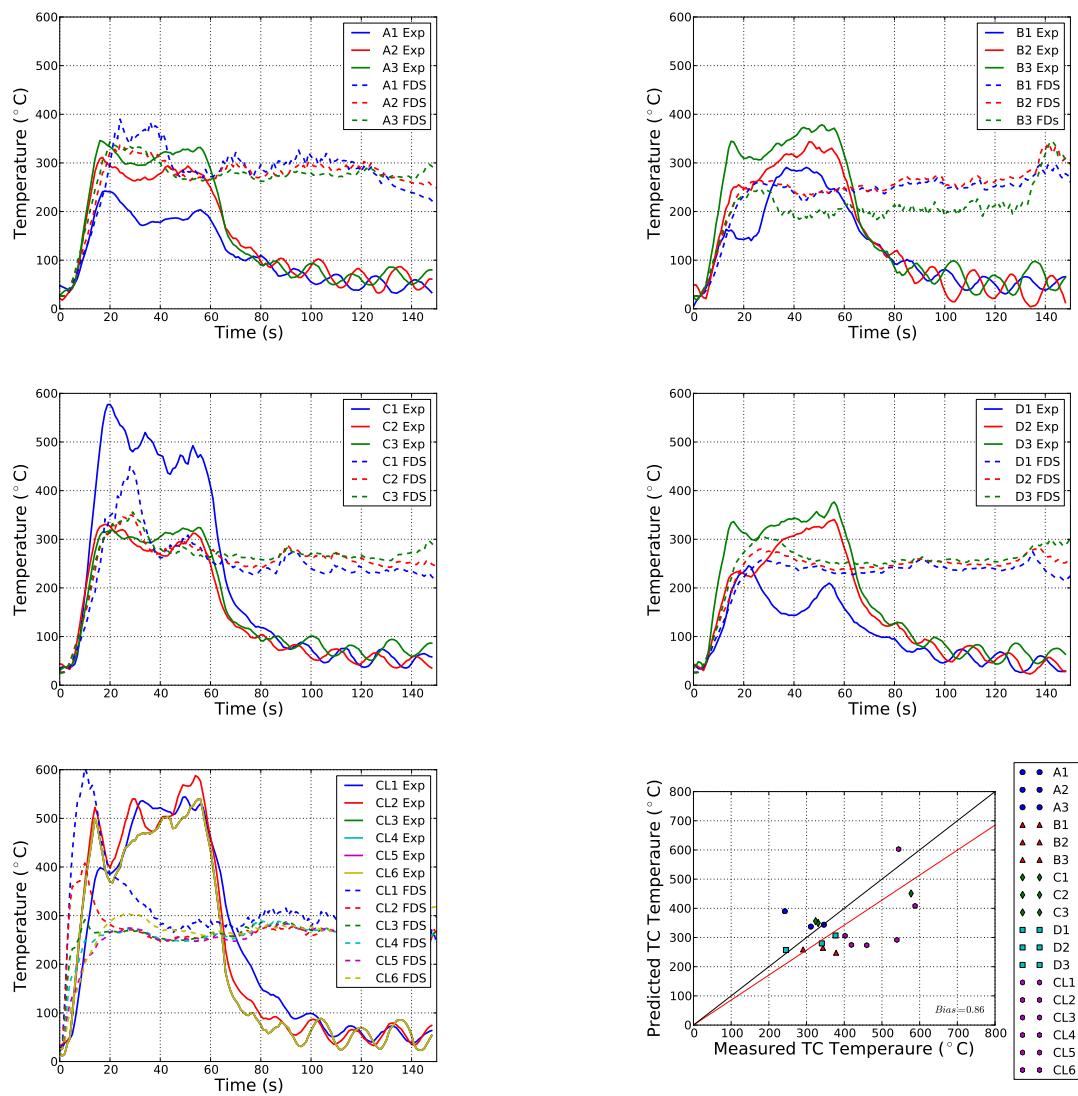 600
500
400
300
200
100
0
0 20 40 60 80 100 120 140
Time (s)
Temperature (°C)
A1 Exp
A2 Exp
A3 Exp
A1 FDS
A2 FDS
A3 FDS
600
500
400
300
200
100
0
0 20 40 60 80 100 120 140
Time (s)
Temperature (°C)
B1 Exp
B2 Exp
B3 Exp
B1 FDS
B2 FDS
B3 FDs
600
500
400
300
200
100
0
0 20 40 60 80 100 120 140
Time (s)
Temperature (°C)
C1 Exp
C2 Exp
C3 Exp
C1 FDS
C2 FDS
C3 FDS
600
500
400
300
200
100
0
0 20 40 60 80 100 120 140
Time (s)
Temperature (°C)
D1 Exp
D2 Exp
D3 Exp
D1 FDS
D2 FDS
D3 FDS
600
500
400
300
200
100
0
0 20 40 60 80 100 120 140
Time (s)
Temperature (°C)
CL1 Exp
CL2 Exp
CL3 Exp
CL4 Exp
CL5 Exp
CL6 Exp
CL1 FDS
CL2 FDS
CL3 FDS
CL4 FDS
CL5 FDS
CL6 FDS
800
700
600
500
400
300
200
100
0
0 100 200 300 400 500 600 700 800
Measured TC Temperaure (°C)
Predicted TC Temperaure (°C)
Bias=0.86
A1
A2
A3
B1
B2
B3
C1
C2
C3
D1
D2
D3
CL1
CL2
CL3
CL4
CL5
CL6